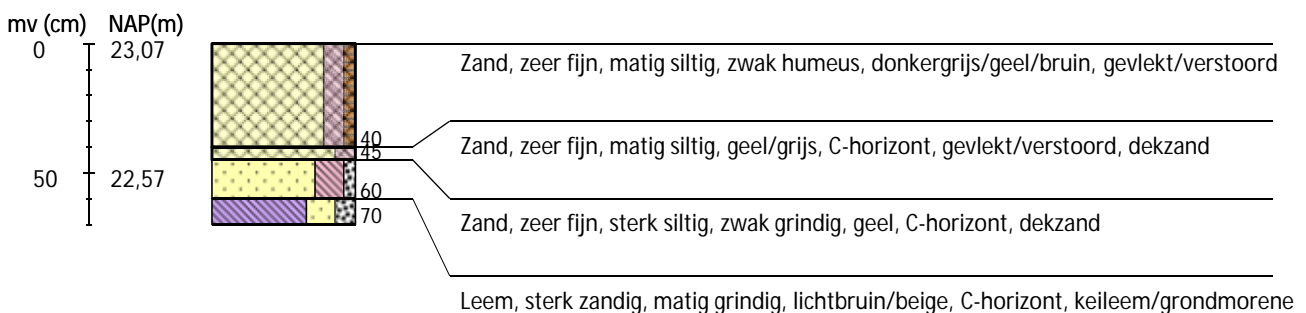 mv (cm) NAP(m)
0 23,07
Zand, zeer fijn, matig siltig, zwak humeus, donkergrijs/geel/bruin, gevlekt/verstoord
40
Zand, zeer fijn, matig siltig, geel/grijs, C-horizont, gevlekt/verstoord, dekzand
45
50 22,57
60
Zand, zeer fijn, sterk siltig, zwak grindig, geel, C-horizont, dekzand
70
Leem, sterk zandig, matig grindig, lichtbruin/beige, C-horizont, keileem/grondmorene